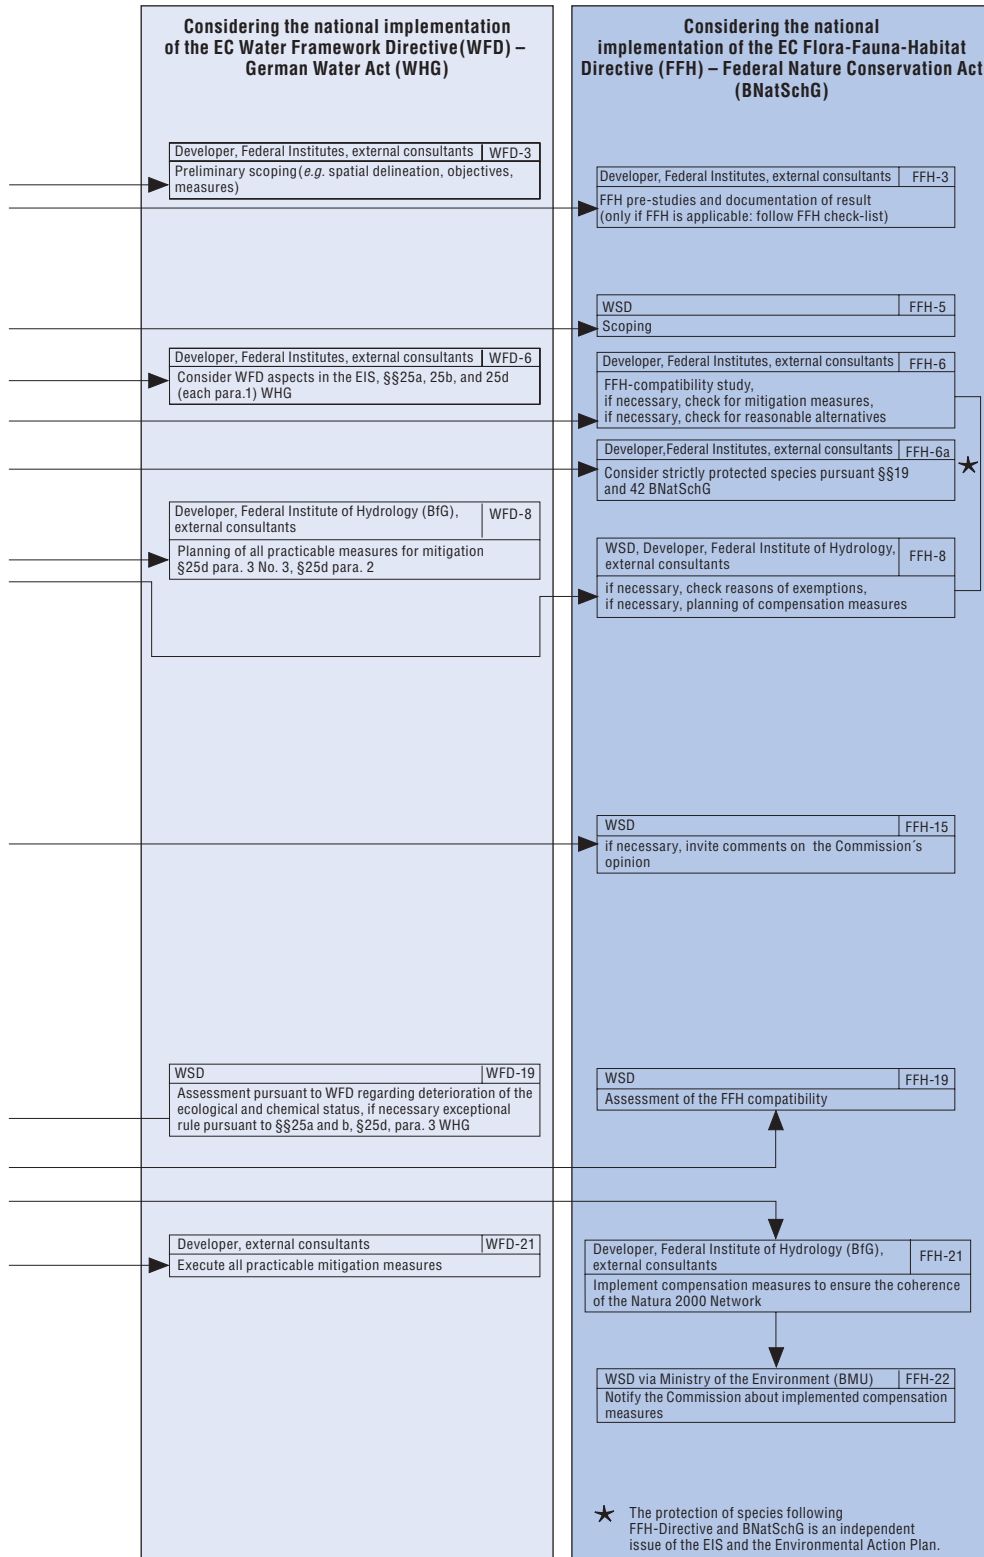 Considering the national implementation
of the EC Water Framework Directive (WFD) –
German Water Act (WHG)
Developer, Federal Institutes, external consultants WFD-3
Preliminary scoping (e.g. spatial delineation, objectives,
measures)
Developer, Federal Institutes, external consultants WFD-6
Consider WFD aspects in the EIS, §§25a, 25b, and 25d
(each para.1) WHG
Developer, Federal Institute of Hydrology (BfG),
external consultants
WFD-8
Planning of all practicable measures for mitigation
§25d para. 3 No. 3, §25d para. 2
WSD WFD-19
Assessment pursuant to WFD regarding deterioration of the
ecological and chemical status, if necessary exceptional
rule pursuant to §§25a and b, §25d, para. 3 WHG
Developer, external consultants WFD-21
Execute all practicable mitigation measures
Considering the national
implementation of the EC Flora-Fauna-Habitat
Directive (FFH) – Federal Nature Conservation Act
(BNatSchG)
Developer, Federal Institutes, external consultants FFH-3
FFH pre-studies and documentation of result
(only if FFH is applicable: follow FFH check-list)
WSD FFH-5
Scoping
Developer, Federal Institutes, external consultants FFH-6
FFH-compatibility study,
if necessary, check for mitigation measures,
if necessary, check for reasonable alternatives
Developer,Federal Institutes, external consultants FFH-6a
Consider strictly protected species pursuant §§19
and 42 BNatSchG
WSD, Developer, Federal Institute of Hydrology,
external consultants
FFH-8
if necessary, check reasons of exemptions,
if necessary, planning of compensation measures
WSD FFH-15
if necessary, invite comments on the Commission´s
opinion
WSD FFH-19
Assessment of the FFH compatibility
Developer, Federal Institute of Hydrology (BfG),
external consultants
FFH-21
Implement compensation measures to ensure the coherence
of the Natura 2000 Network
WSD via Ministry of the Environment (BMU) FFH-22
Notify the Commission about implemented compensation
measures
★ The protection of species following
FFH-Directive and BNatSchG is an independent
issue of the EIS and the Environmental Action Plan.